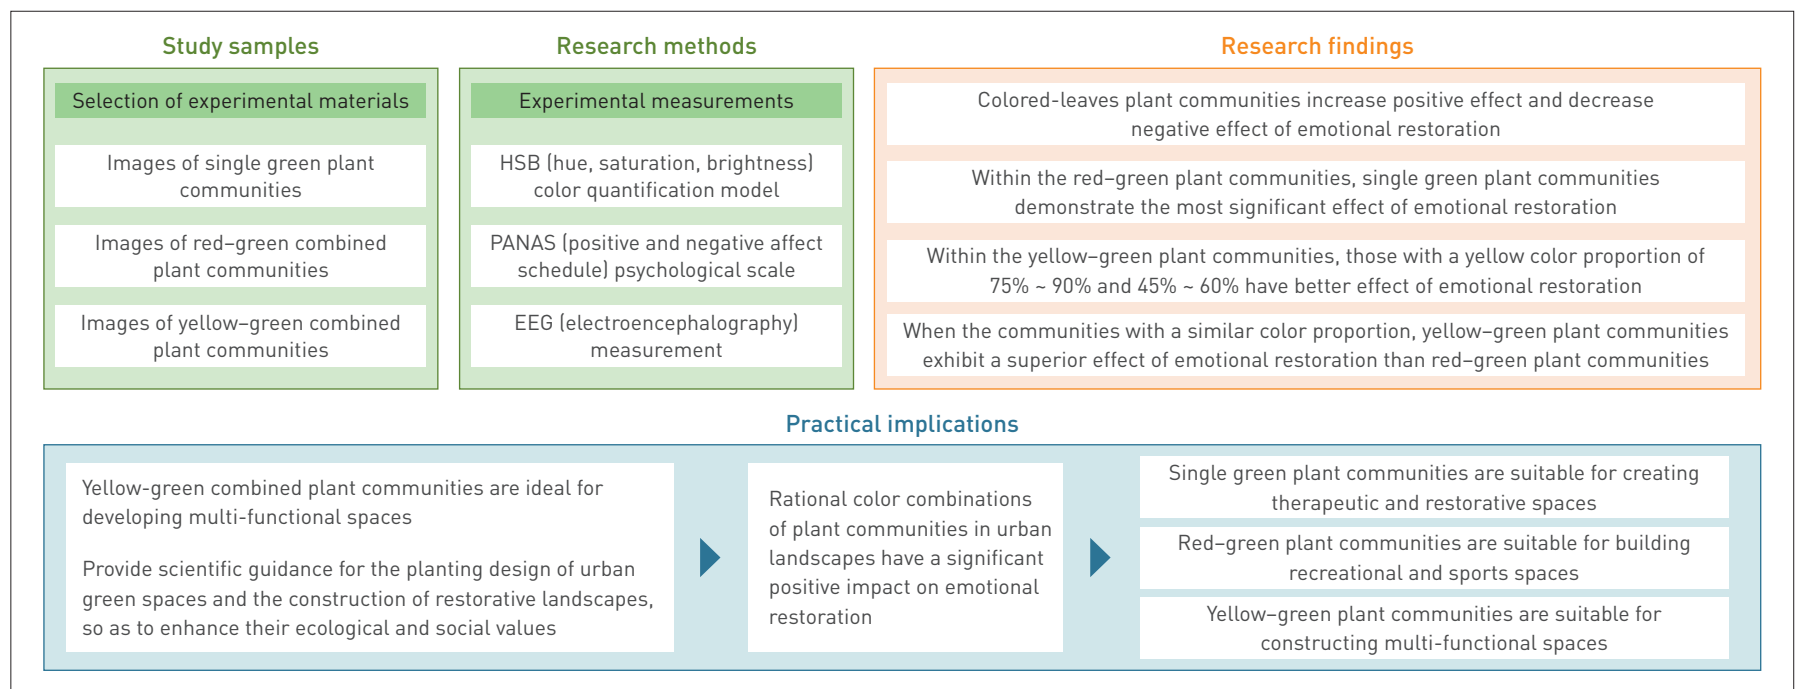 Study samples
Selection of experimental materials
Images of single green plant
communities
Images of red–green combined
plant communities
Images of yellow–green combined
plant communities
Research methods
Experimental measurements
HSB (hue, saturation, brightness)
color quantification model
PANAS (positive and negative affect
schedule) psychological scale
EEG (electroencephalography)
measurement
Research findings
Colored-leaves plant communities increase positive effect and decrease
negative effect of emotional restoration
Within the red–green plant communities, single green plant communities
demonstrate the most significant effect of emotional restoration
Within the yellow–green plant communities, those with a yellow color proportion of
75% ~ 90% and 45% ~ 60% have better effect of emotional restoration
When the communities with a similar color proportion, yellow–green plant communities
exhibit a superior effect of emotional restoration than red–green plant communities
Practical implications
Yellow-green combined plant communities are ideal for
developing multi-functional spaces
Provide scientific guidance for the planting design of urban
green spaces and the construction of restorative landscapes,
so as to enhance their ecological and social values
Rational color combinations
of plant communities in urban
landscapes have a significant
positive impact on emotional
restoration
Single green plant communities are suitable for creating
therapeutic and restorative spaces
Red–green plant communities are suitable for building
recreational and sports spaces
Yellow–green plant communities are suitable for
constructing multi-functional spaces